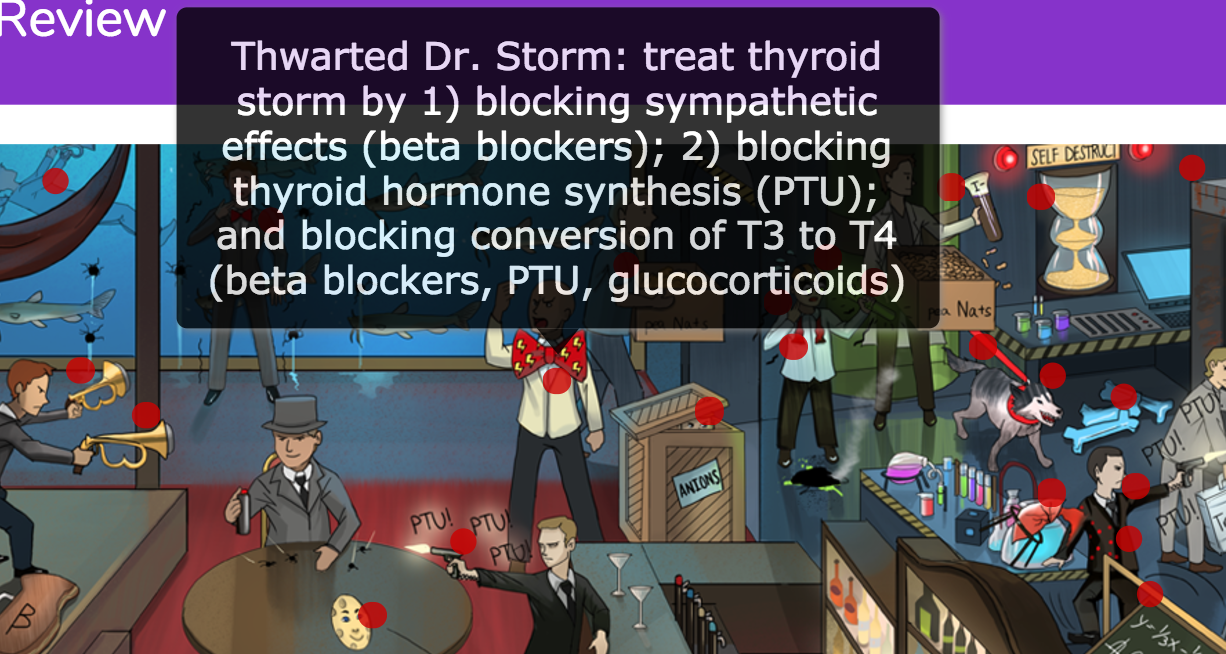 Review
Thwarted Dr. Storm: treat thyroid
storm by 1) blocking sympathetic
effects (beta blockers); 2) blocking
thyroid hormone synthesis (PTU);
and blocking conversion of T3 to T4
(beta blockers, PTU, glucocorticoids)
SELF DESTRUCT
I-
pea Nats
pea Nats
ANIONS
PTU!
PTU!
PTU!
PTU!
PTU!
PTU!
β